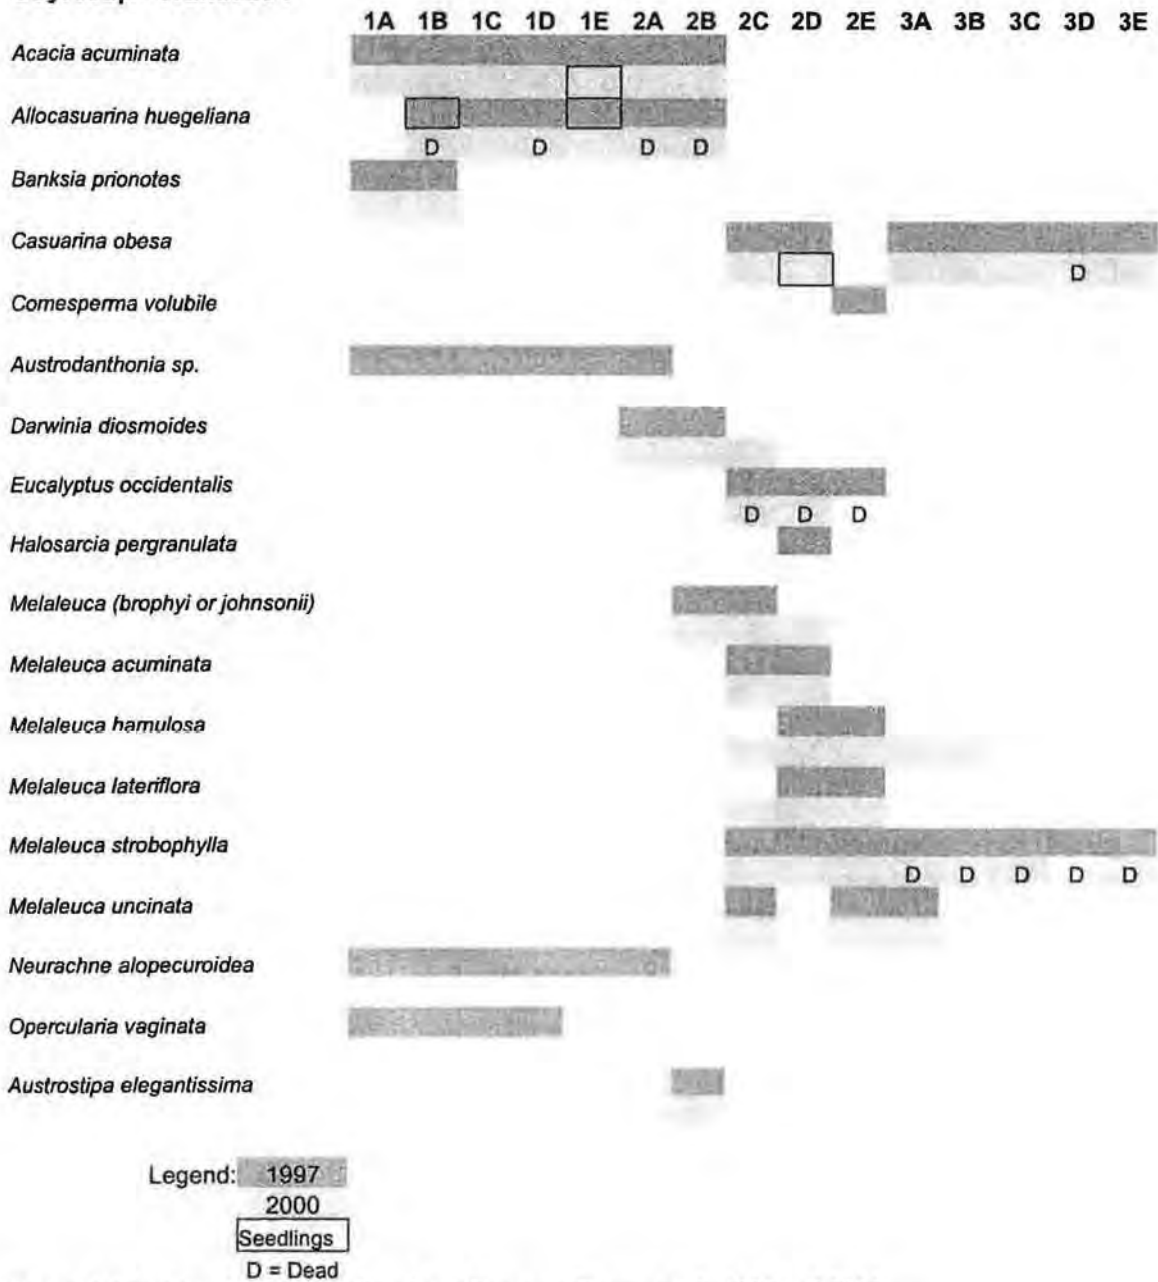 1A 1B 1C 1D 1E 2A 2B 2C 2D 2E 3A 3B 3C 3D 3E
Acacia acuminata
Allocasuarina huegeliana
D D D D
Banksia prionotes
Casuarina obesa
D
Comesperma volubile
Austrodanthonia sp.
Darwinia diosmoides
Eucalyptus occidentalis
D D D
Halosarcia pergranulata
Melaleuca (brophyi or johnsonii)
Melaleuca acuminata
Melaleuca hamulosa
Melaleuca lateriflora
Melaleuca strobophylla
D D D D D
Melaleuca uncinata
Neurachne alopecuroidea
Opercularia vaginata
Austrostipa elegantissima
Legend: 1997
2000
Seedlings
D = Dead